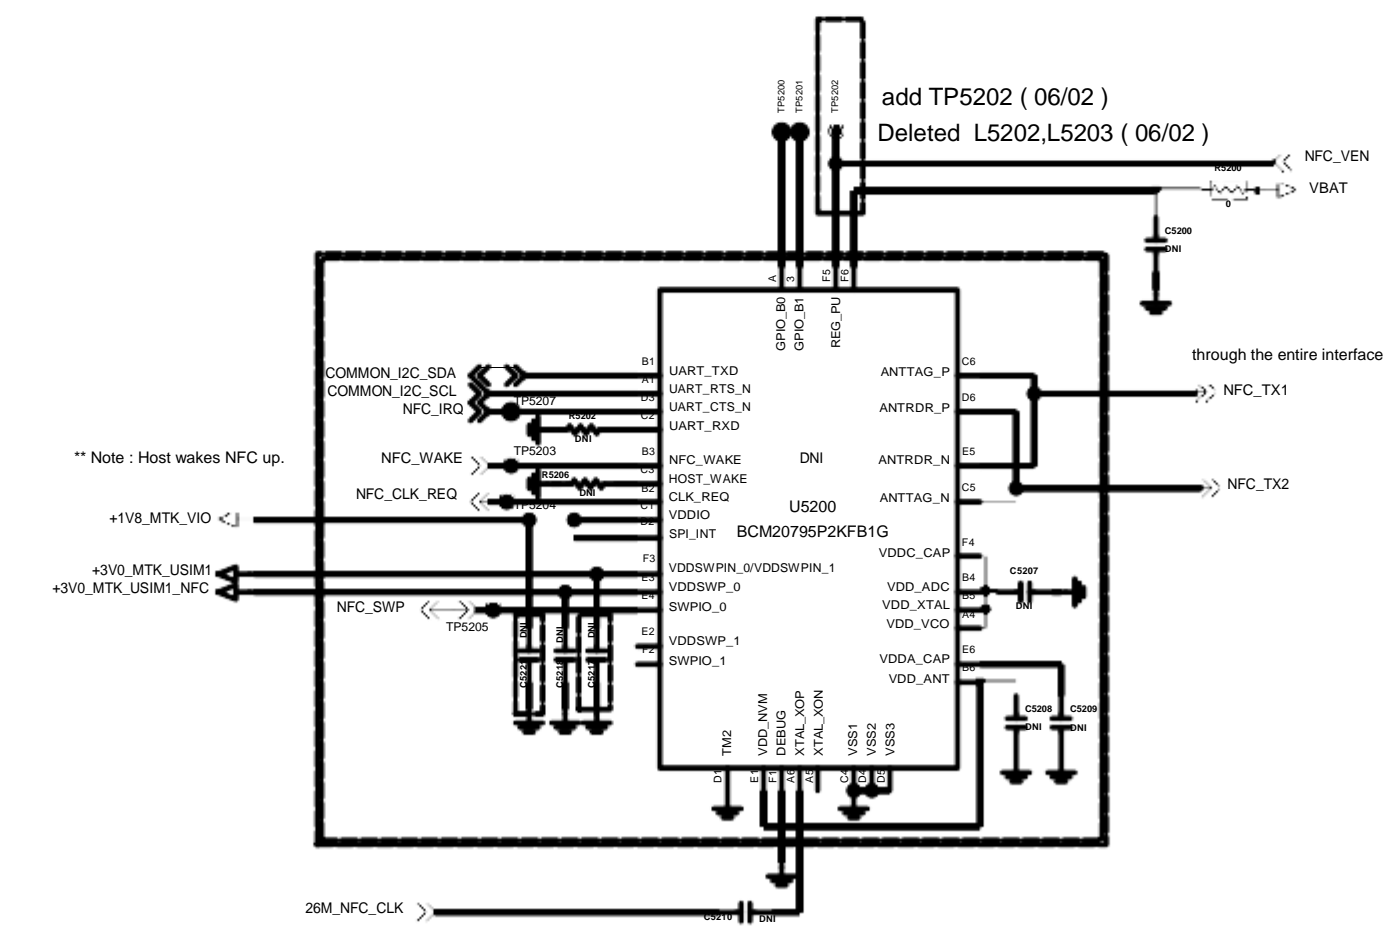 TP5200
TP5201
TP5202
add TP5202 ( 06/02 )
Deleted L5202,L5203 ( 06/02 )
NFC_VEN
R5200
VBAT
0
C5200
DNI
A
3
F5
F6
GPIO_B0
GPIO_B1
REG_PU
through the entire interface
COMMON_I2C_SDA
B1
UART_TXD
ANTTAG_P
C6
COMMON_I2C_SCL
A1
UART_RTS_N
NFC_TX1
NFC_IRQ
TP5207
D3
UART_CTS_N
ANTRDR_P
D6
R5202
DNI
C2
UART_RXD
** Note : Host wakes NFC up.
NFC_WAKE
TP5203
B3
NFC_WAKE
DNI
ANTRDR_N
E5
R5206
DNI
C3
HOST_WAKE
NFC_TX2
NFC_CLK_REQ
TP5204
B2
CLK_REQ
ANTTAG_N
C5
+1V8_MTK_VIO
C1
VDDIO
U5200
D2
SPI_INT
BCM20795P2KFB1G
VDDC_CAP
F4
+3V0_MTK_USIM1
F3
VDDSWPIN_0/VDDSWPIN_1
C5207
DNI
+3V0_MTK_USIM1_NFC
E3
VDDSWP_0
VDD_ADC
B4
NFC_SWP
TP5205
E4
SWPIO_0
VDD_XTAL
B5
VDD_VCO
A4
DNI
DNI
DNI
E2
VDDSWP_1
F2
SWPIO_1
VDDA_CAP
E6
VDD_ANT
B6
C5208
DNI
C5209
DNI
TM2
VDD_NVM
DEBUG
XTAL_XOP
XTAL_XON
VSS1
VSS2
VSS3
D1
E1
F1
A6
A5
C4
D4
D5
26M_NFC_CLK
C5210
DNI